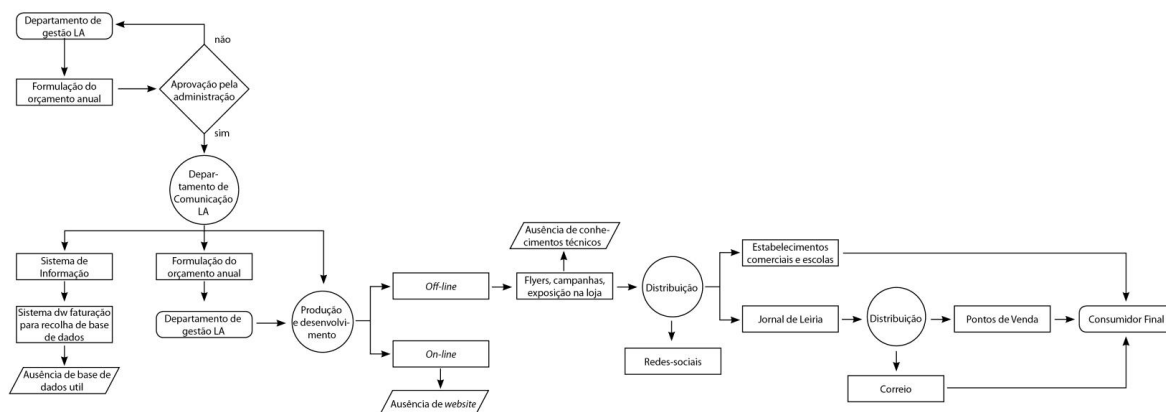 Departamento de
gestão LA
não
Formulação do
orçamento anual
Aprovação pela
administração
sim
Depar-
tamento de
Comunicação
LA
Sistema de
Informação
Formulação do
orçamento anual
Sistema dw faturação
para recolha de base
de dados
Departamento de
gestão LA
Ausência de base de
dados util
Produção
e desenvolvi-
mento
Off-line
On-line
Ausência de website
Ausência de conhe-
cimentos técnicos
Flyers, campanhas,
exposição na loja
Distribuição
Redes-sociais
Estabelecimentos
comerciais e escolas
Jornal de Leiria
Distribuição
Correio
Pontos de Venda
Consumidor Final